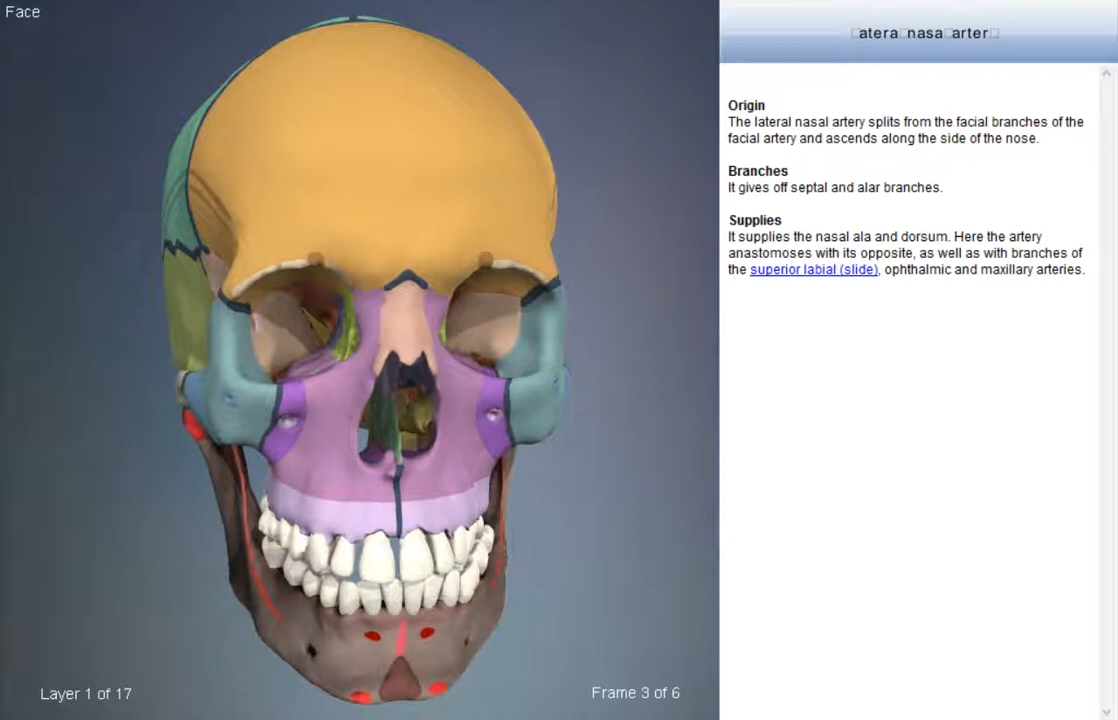 Face
atera nasa arter
Origin
The lateral nasal artery splits from the facial branches of the
facial artery and ascends along the side of the nose.
Branches
It gives off septal and alar branches.
Supplies
It supplies the nasal ala and dorsum. Here the artery
anastomoses with its opposite, as well as with branches of
the superior labial (slide), ophthalmic and maxillary arteries.
Layer 1 of 17
Frame 3 of 6